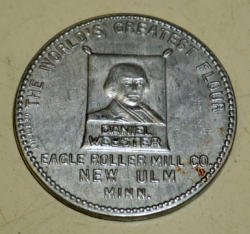 THE WORLD'S GREATEST FLOUR
DANIEL
WEBSTER
EAGLE ROLLER MILL CO.
NEW ULM
MINN.